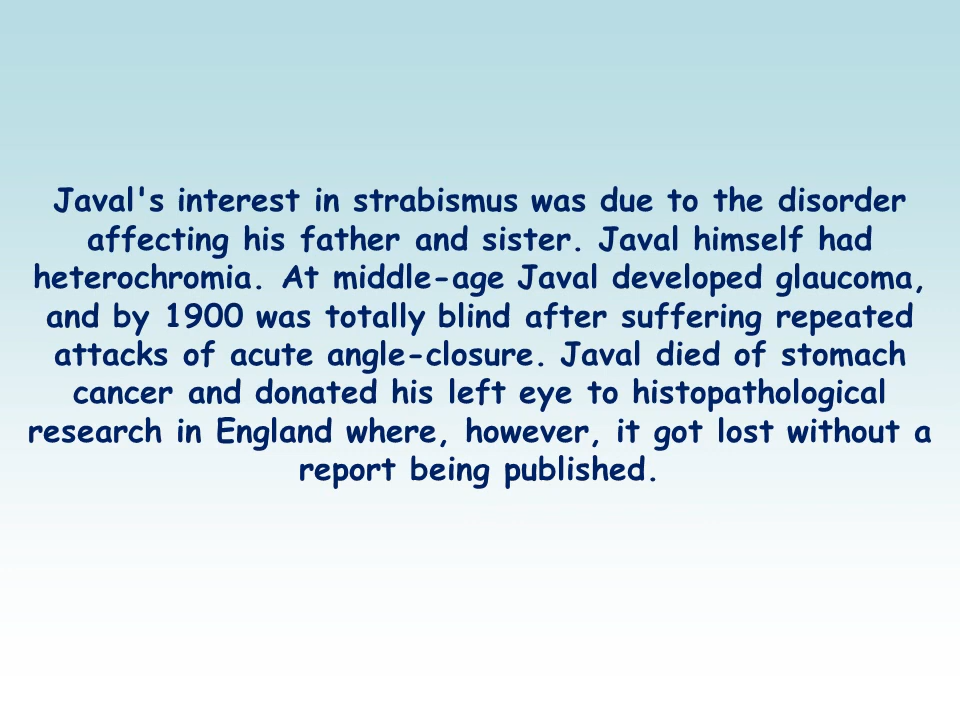 Javal's interest in strabismus was due to the disorder
affecting his father and sister. Javal himself had
heterochromia. At middle-age Javal developed glaucoma,
and by 1900 was totally blind after suffering repeated
attacks of acute angle-closure. Javal died of stomach
cancer and donated his left eye to histopathological
research in England where, however, it got lost without a
report being published.